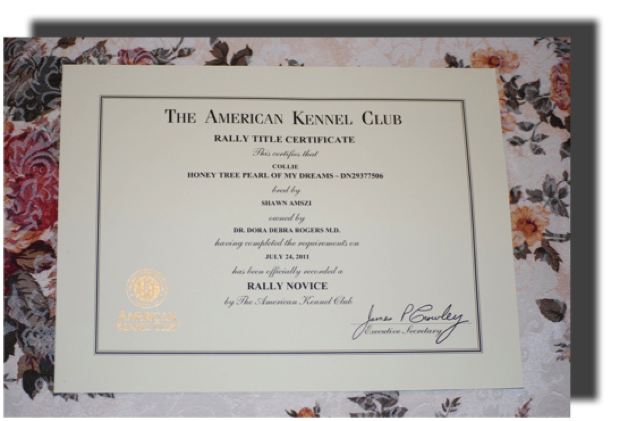 THE AMERICAN KENNEL CLUB
RALLY TITLE CERTIFICATE
This certifies that
COLLIE
HONEY TREE PEARL OF MY DREAMS - DN29377506
bred by
SHAWN AMSZI
owned by
DR. DORA DEBRA ROGERS M.D.
having completed the requirements on
JULY 24, 2011
has been officially recorded a
RALLY NOVICE
by The American Kennel Club
AMERICAN
KENNEL CLUB
James P Crowley
Executive Secretary